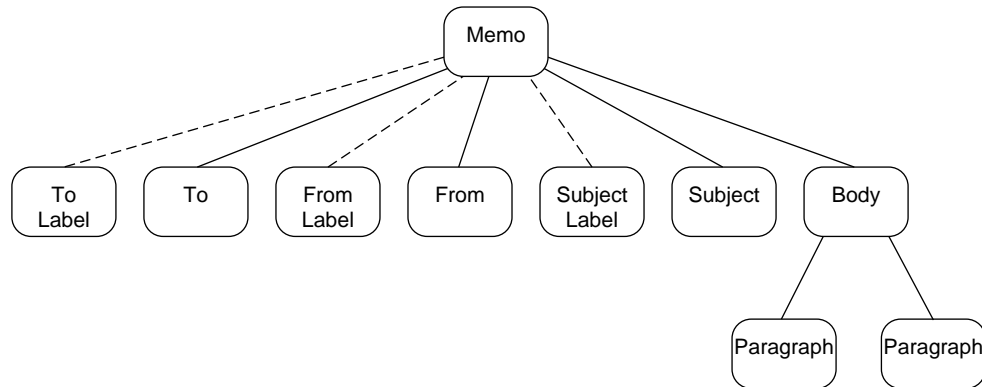 Memo
To
Label
To
From
Label
From
Subject
Label
Subject
Body
Paragraph
Paragraph